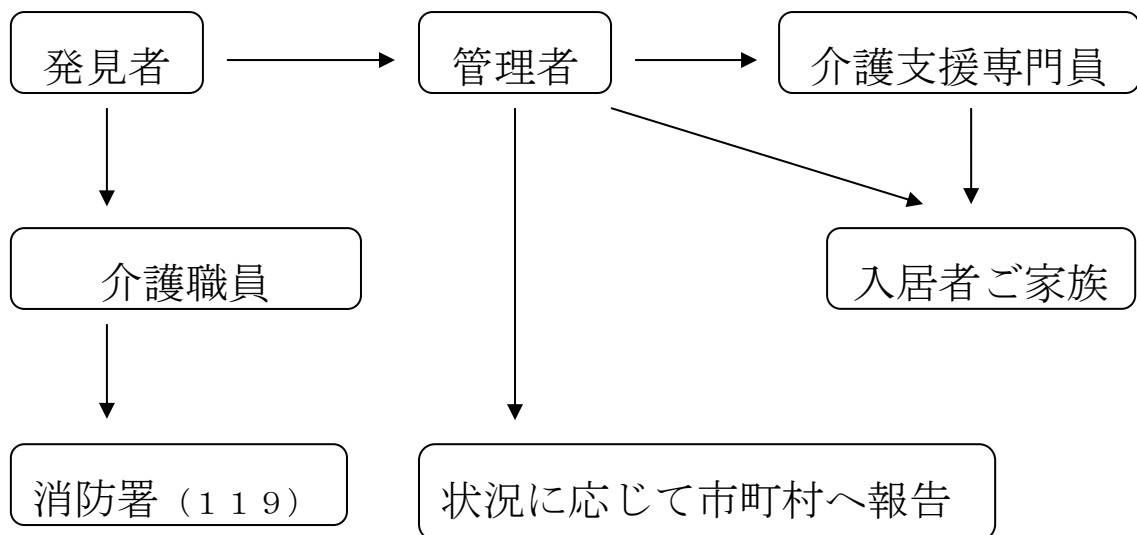 発見者
管理者
介護支援専門員
介護職員
入居者ご家族
消防署（１１９）
状況に応じて市町村へ報告